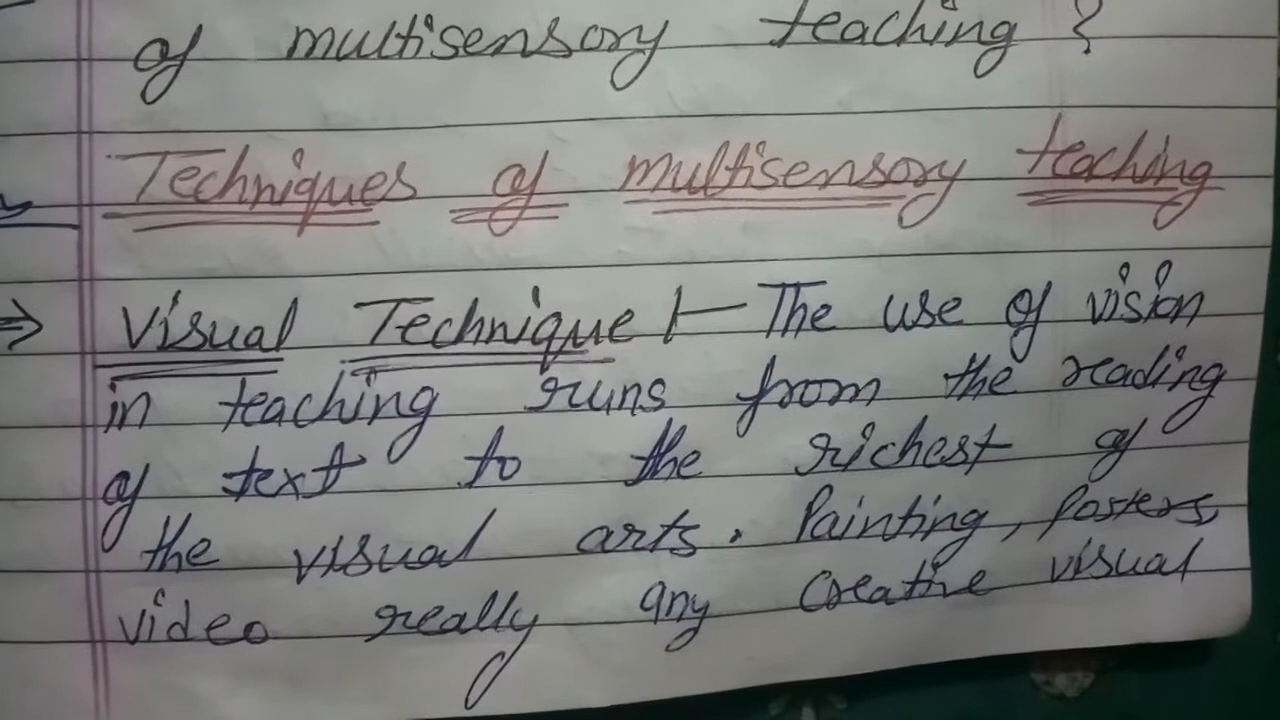 of multisensory teaching ?
Techniques of multisensory teaching
⇒ Visual Technique :- The use of vision
in teaching runs from the reading
of text to the richest of
the visual arts. Painting, Posters,
video really any creative visual